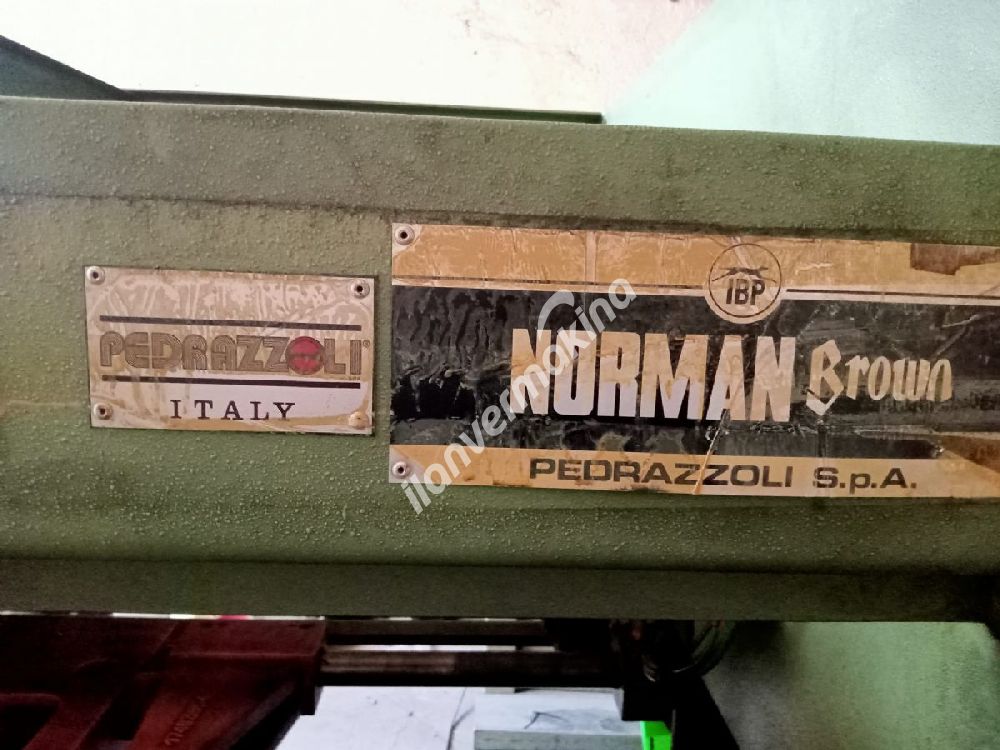 PEDRAZZOLI®
ITALY
IBP
NORMAN Brown
PEDRAZZOLI S.p.A.
ilanvermakina